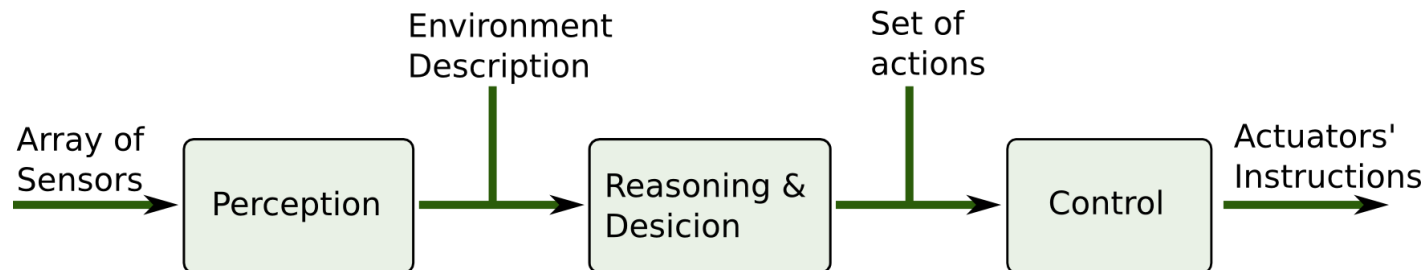 Array of
Sensors
Perception
Environment
Description
Reasoning &
Desicion
Set of
actions
Control
Actuators'
Instructions